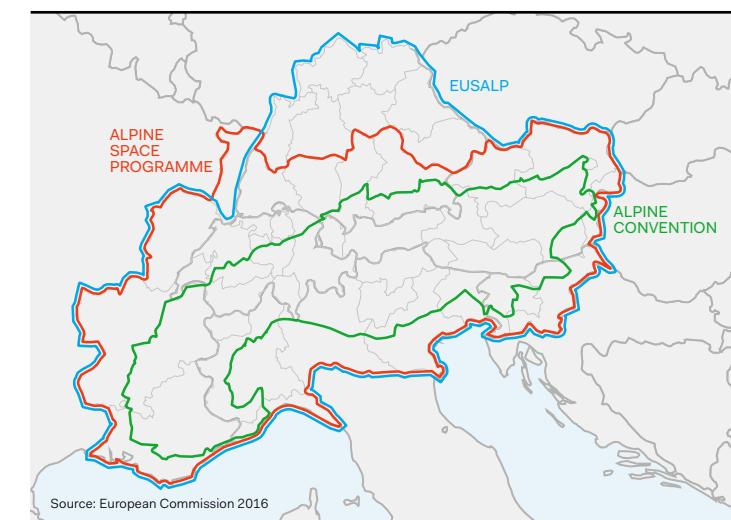 EUSALP
ALPINE
SPACE
PROGRAMME
ALPINE
CONVENTION
Source: European Commission 2016